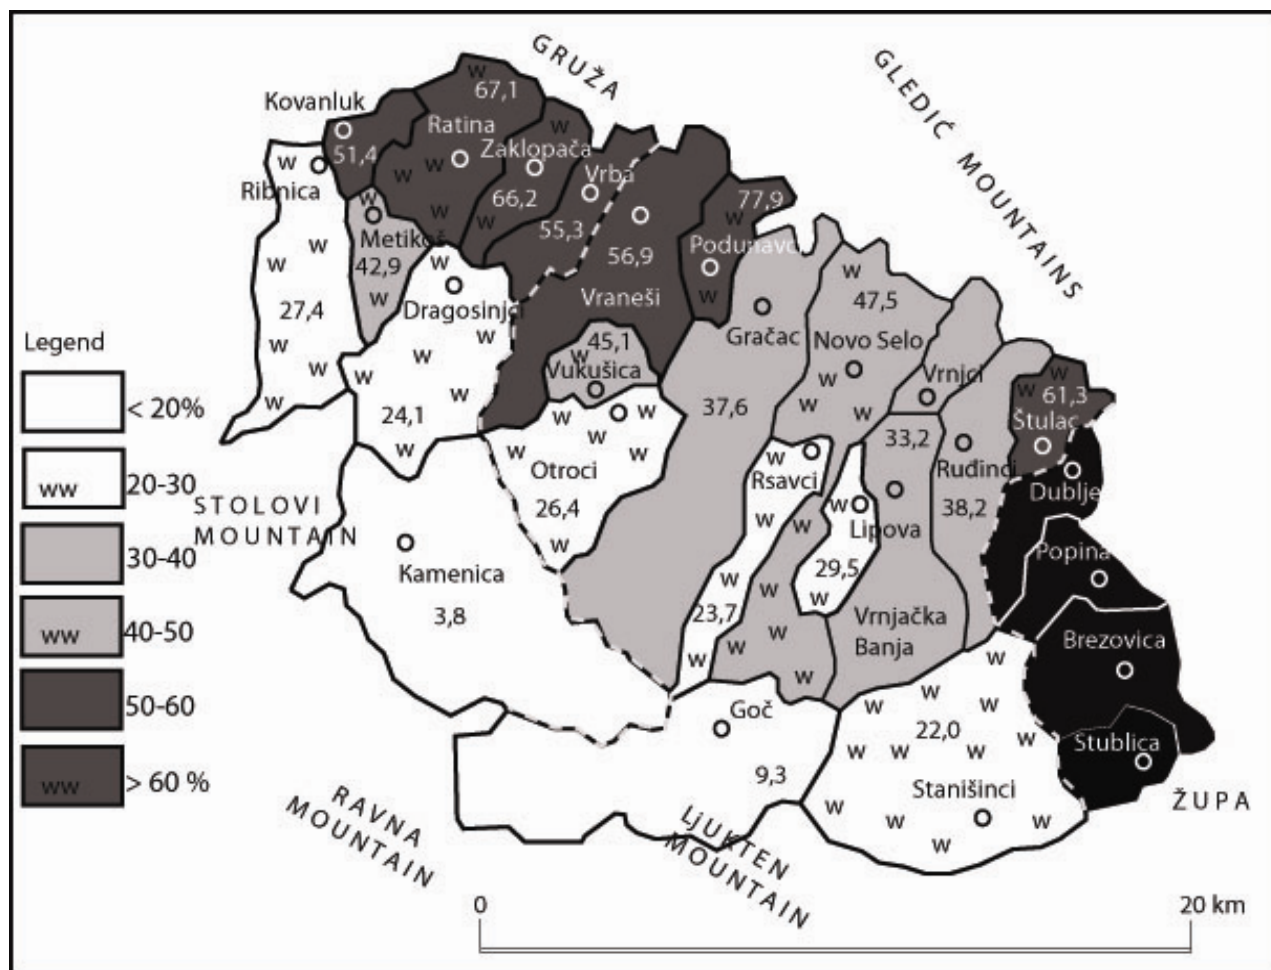 GRUŽA
GLEDIĆ MOUNTAINS
Kovanluk
67,1
Ratina
51,4
Zaklopača
Ribnica
Vrba
66,2
77,9
Metikoš
55,3
Podunavci
42,9
56,9
27,4
Dragosinjci
Vraneši
47,5
Gračac
Novo Selo
45,1
Vukušica
Vrnjci
61,3
Štulac
24,1
37,6
33,2
Otroci
Rsavci
Ruđinci
Dublje
26,4
38,2
Lipova
STOLOVI
MOUNTAIN
Popina
Kamenica
29,5
3,8
23,7
Vrnjačka
Banja
Brezovica
Goč
22,0
Stublica
9,3
Stanišinci
ŽUPA
RAVNA
MOUNTAIN
LjUKTEN
MOUNTAIN
Legend
< 20%
ww 20-30
30-40
ww 40-50
50-60
ww > 60 %
0 20 km